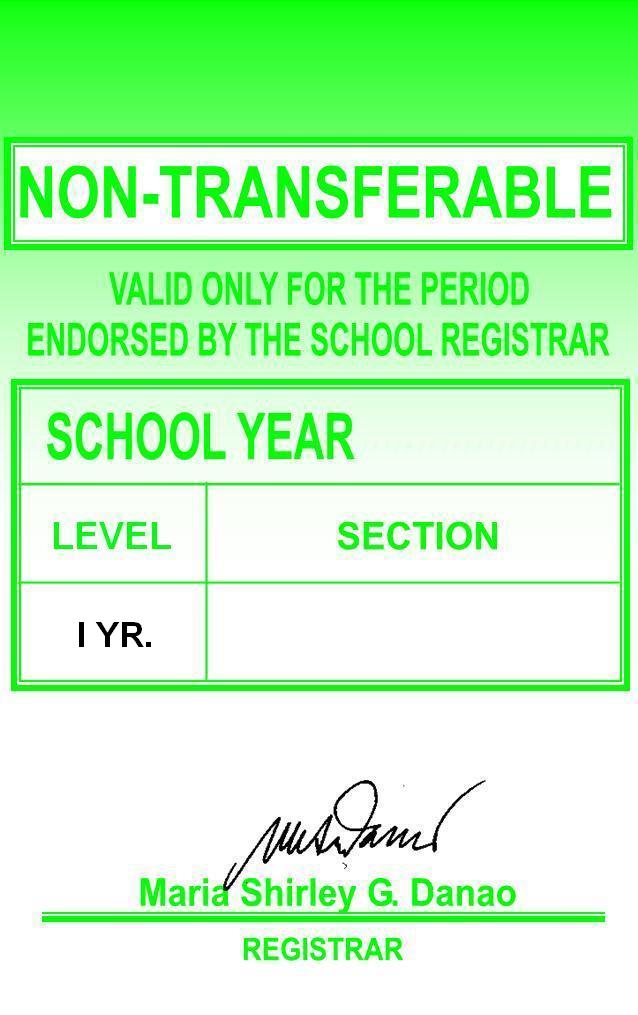 NON-TRANSFERABLE
VALID ONLY FOR THE PERIOD
ENDORSED BY THE SCHOOL REGISTRAR
SCHOOL YEAR
LEVEL SECTION
I YR.
Maria Shirley G. Danao
REGISTRAR